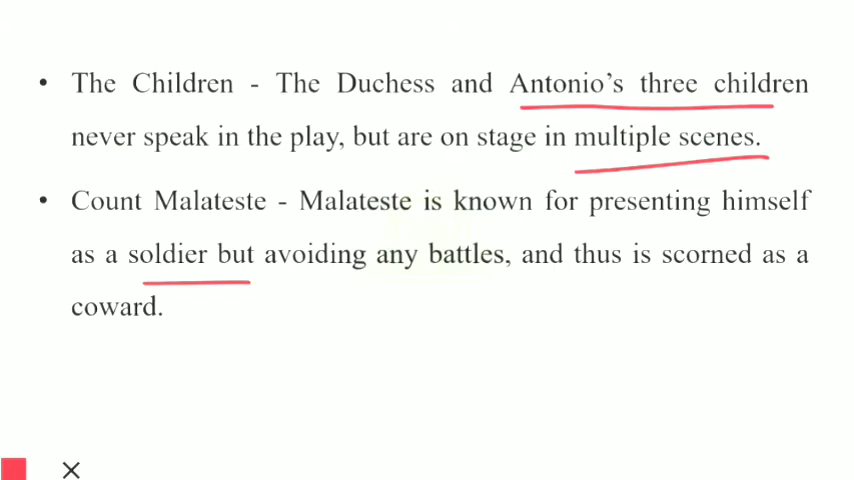 • The Children - The Duchess and Antonio's three children
never speak in the play, but are on stage in multiple scenes.
• Count Malateste - Malateste is known for presenting himself
as a soldier but avoiding any battles, and thus is scorned as a
coward.